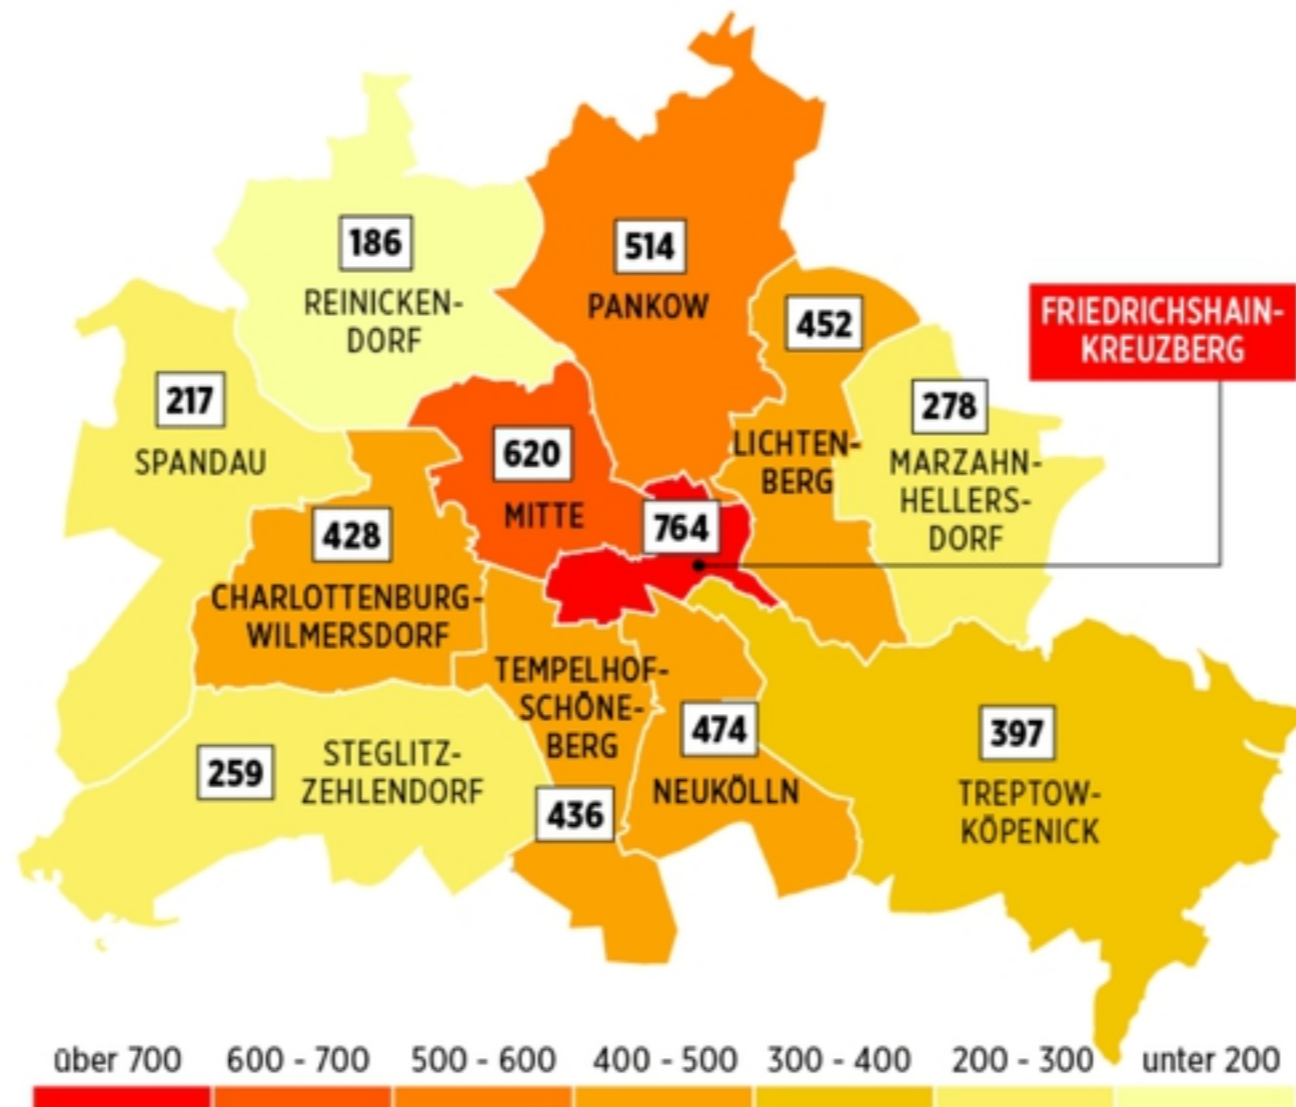 186
REINICKEN-
DORF
514
PANKOW
452
LICHTEN-
BERG
FRIEDRICHSHAIN-
KREUZBERG
217
SPANDAU
620
MITTE
764
278
MARZAHN-
HELLERS-
DORF
428
CHARLOTTENBURG-
WILMERSDORF
TEMPELHOF-
SCHÖNE-
BERG
436
474
NEUKÖLLN
397
TREPTOW-
KÖPENICK
259
STEGLITZ-
ZEHLENDORF
über 700 600 - 700 500 - 600 400 - 500 300 - 400 200 - 300 unter 200